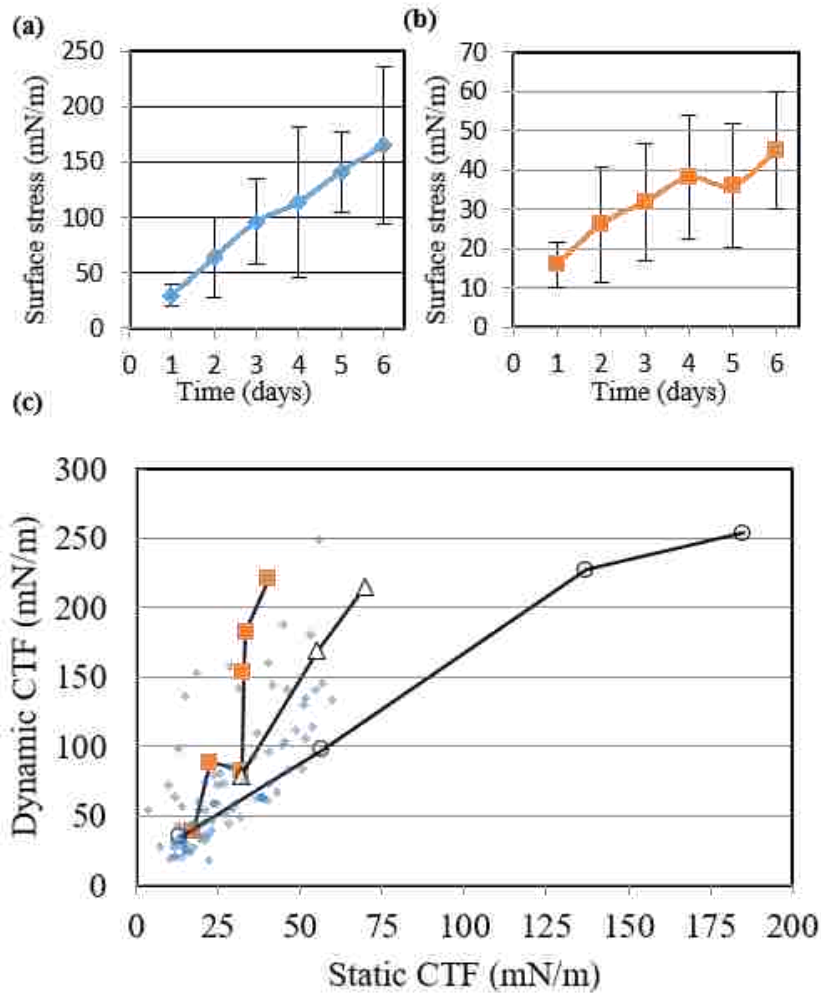 (a)
250
200
150
100
50
0
Surface stress (mN/m)
0 1 2 3 4 5 6
Time (days)
(b)
70
60
50
40
30
20
10
0
Surface stress (mN/m)
0 1 2 3 4 5 6
Time (days)
(c)
300
250
200
150
100
50
0
Dynamic CTF (mN/m)
0 25 50 75 100 125 150 175 200
Static CTF (mN/m)